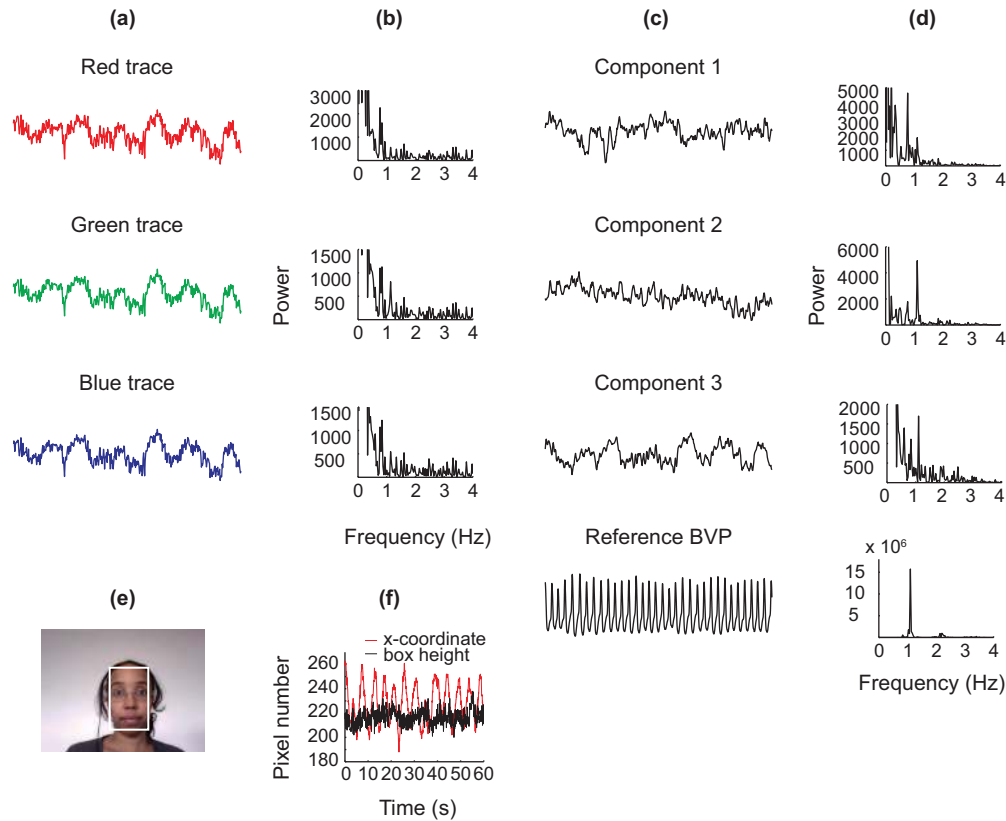 (a)
(b)
(c)
(d)
Red trace
3000
2000
1000
0 1 2 3 4
Component 1
5000
4000
3000
2000
1000
0 1 2 3 4
Green trace
Power
1500
1000
500
0 1 2 3 4
Component 2
Power
6000
4000
2000
0 1 2 3 4
Blue trace
1500
1000
500
0 1 2 3 4
Frequency (Hz)
Component 3
2000
1500
1000
500
0 1 2 3 4
Reference BVP
x 10⁶
15
10
5
0 1 2 3 4
Frequency (Hz)
(e)
(f)
x-coordinate
box height
Pixel number
260
240
220
200
180
0 10 20 30 40 50 60
Time (s)